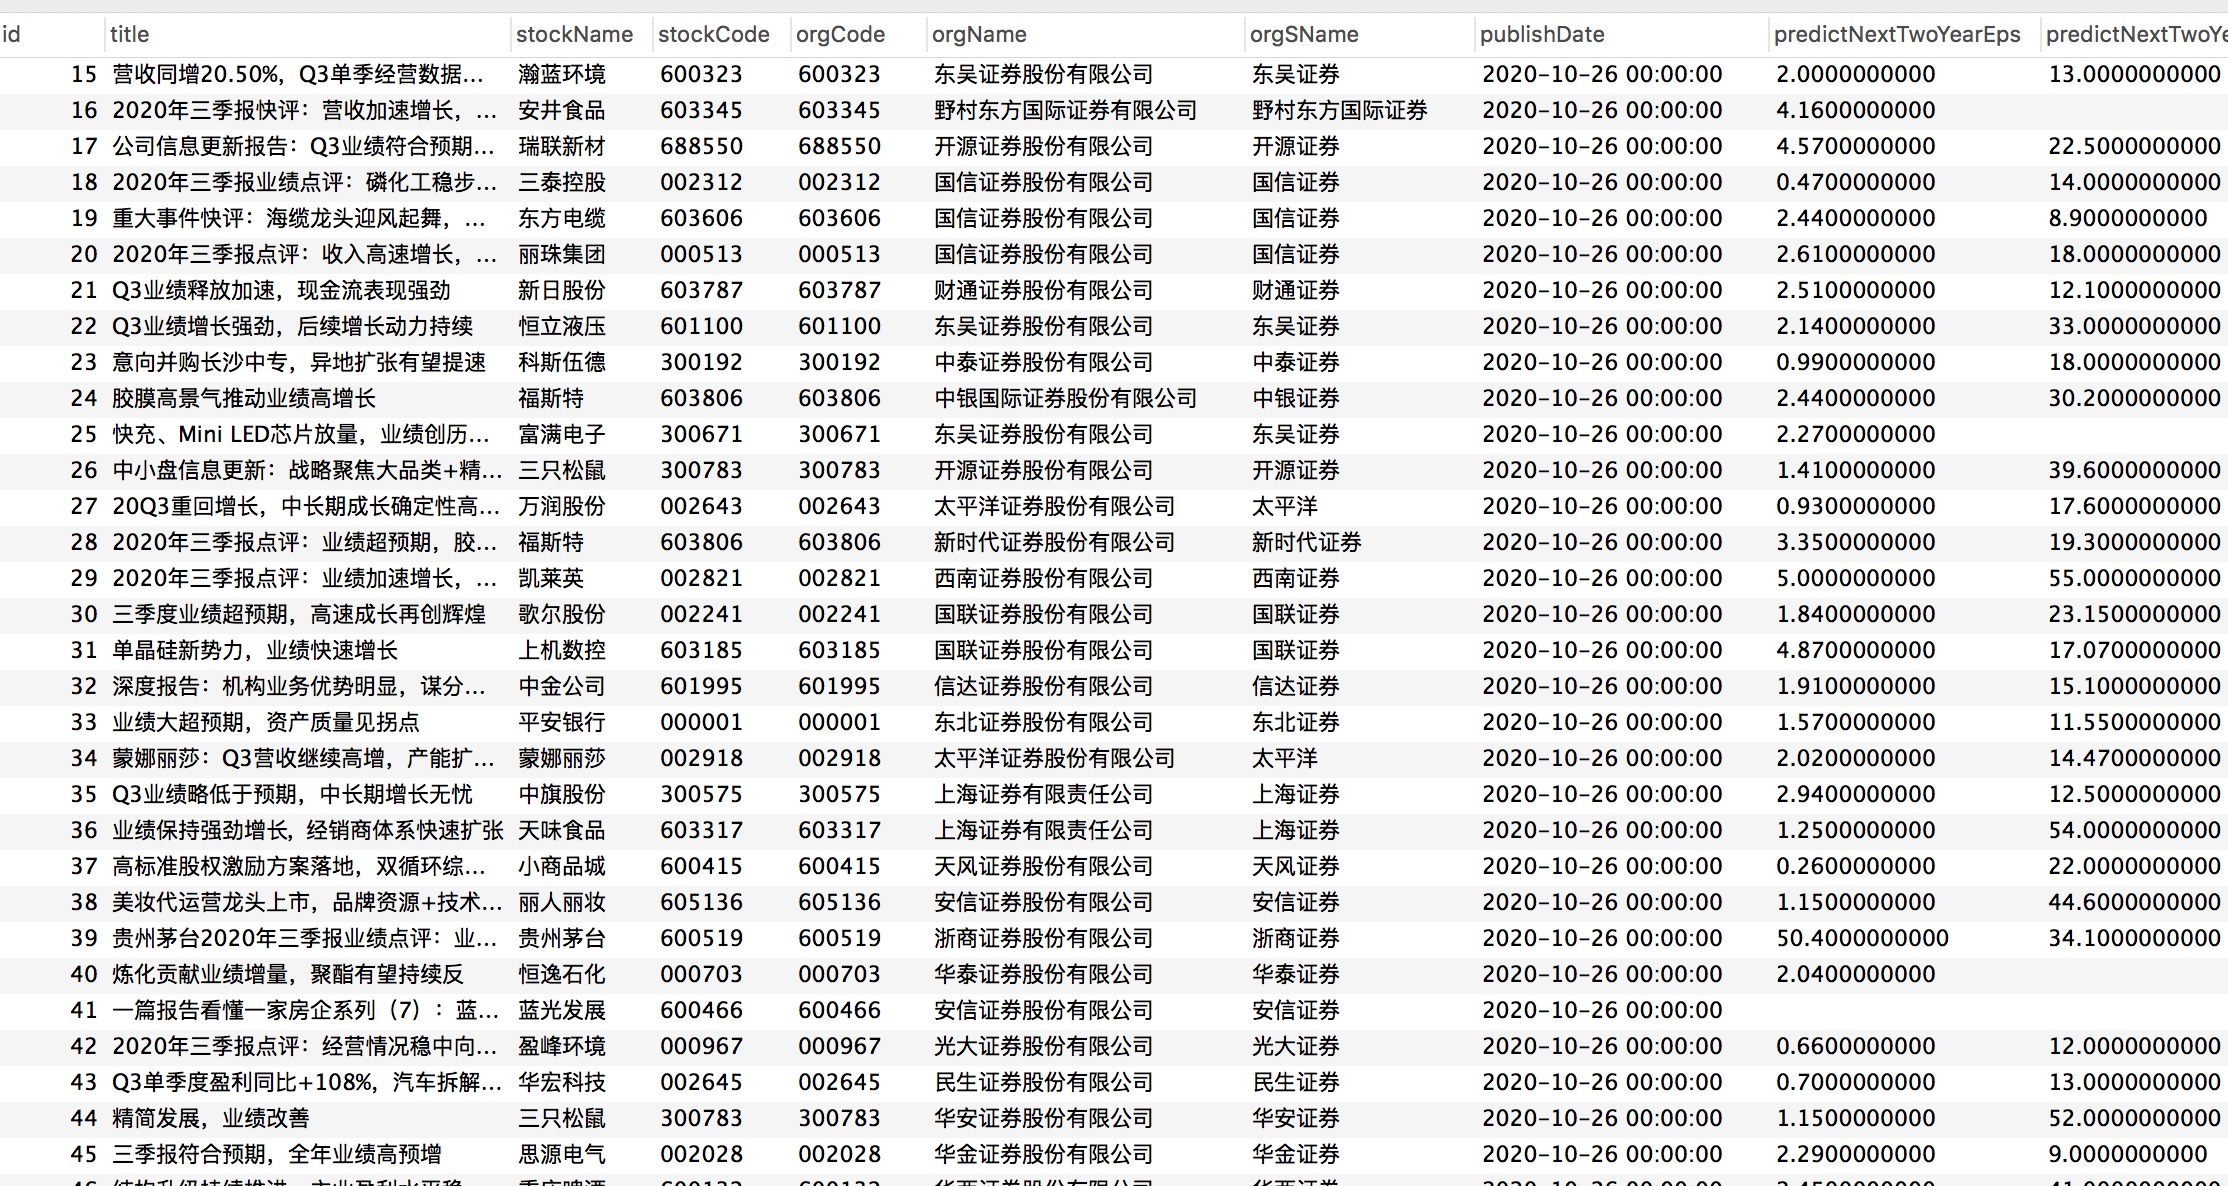 id title stockName stockCode orgCode orgName orgSName publishDate predictNextTwoYearEps predictNextTwoYe
15 营收同增20.50%，Q3单季经营数据... 瀚蓝环境 600323 600323 东吴证券股份有限公司 东吴证券 2020-10-26 00:00:00 2.0000000000 13.0000000000
16 2020年三季报快评：营收加速增长，... 安井食品 603345 603345 野村东方国际证券有限公司 野村东方国际证券 2020-10-26 00:00:00 4.1600000000
17 公司信息更新报告：Q3业绩符合预期... 瑞联新材 688550 688550 开源证券股份有限公司 开源证券 2020-10-26 00:00:00 4.5700000000 22.5000000000
18 2020年三季报业绩点评：磷化工稳步... 三泰控股 002312 002312 国信证券股份有限公司 国信证券 2020-10-26 00:00:00 0.4700000000 14.0000000000
19 重大事件快评：海缆龙头迎风起舞，... 东方电缆 603606 603606 国信证券股份有限公司 国信证券 2020-10-26 00:00:00 2.4400000000 8.9000000000
20 2020年三季报点评：收入高速增长，... 丽珠集团 000513 000513 国信证券股份有限公司 国信证券 2020-10-26 00:00:00 2.6100000000 18.0000000000
21 Q3业绩释放加速，现金流表现强劲 新日股份 603787 603787 财通证券股份有限公司 财通证券 2020-10-26 00:00:00 2.5100000000 12.1000000000
22 Q3业绩增长强劲，后续增长动力持续 恒立液压 601100 601100 东吴证券股份有限公司 东吴证券 2020-10-26 00:00:00 2.1400000000 33.0000000000
23 意向并购长沙中专，异地扩张有望提速 科斯伍德 300192 300192 中泰证券股份有限公司 中泰证券 2020-10-26 00:00:00 0.9900000000 18.0000000000
24 胶膜高景气推动业绩高增长 福斯特 603806 603806 中银国际证券股份有限公司 中银证券 2020-10-26 00:00:00 2.4400000000 30.2000000000
25 快充、Mini LED芯片放量，业绩创历... 富满电子 300671 300671 东吴证券股份有限公司 东吴证券 2020-10-26 00:00:00 2.2700000000
26 中小盘信息更新：战略聚焦大品类+精... 三只松鼠 300783 300783 开源证券股份有限公司 开源证券 2020-10-26 00:00:00 1.4100000000 39.6000000000
27 20Q3重回增长，中长期成长确定性高... 万润股份 002643 002643 太平洋证券股份有限公司 太平洋 2020-10-26 00:00:00 0.9300000000 17.6000000000
28 2020年三季报点评：业绩超预期，胶... 福斯特 603806 603806 新时代证券股份有限公司 新时代证券 2020-10-26 00:00:00 3.3500000000 19.3000000000
29 2020年三季报点评：业绩加速增长，... 凯莱英 002821 002821 西南证券股份有限公司 西南证券 2020-10-26 00:00:00 5.0000000000 55.0000000000
30 三季度业绩超预期，高速成长再创辉煌 歌尔股份 002241 002241 国联证券股份有限公司 国联证券 2020-10-26 00:00:00 1.8400000000 23.1500000000
31 单晶硅新势力，业绩快速增长 上机数控 603185 603185 国联证券股份有限公司 国联证券 2020-10-26 00:00:00 4.8700000000 17.0700000000
32 深度报告：机构业务优势明显，谋分... 中金公司 601995 601995 信达证券股份有限公司 信达证券 2020-10-26 00:00:00 1.9100000000 15.1000000000
33 业绩大超预期，资产质量见拐点 平安银行 000001 000001 东北证券股份有限公司 东北证券 2020-10-26 00:00:00 1.5700000000 11.5500000000
34 蒙娜丽莎：Q3营收继续高增，产能扩... 蒙娜丽莎 002918 002918 太平洋证券股份有限公司 太平洋 2020-10-26 00:00:00 2.0200000000 14.4700000000
35 Q3业绩略低于预期，中长期增长无忧 中旗股份 300575 300575 上海证券有限责任公司 上海证券 2020-10-26 00:00:00 2.9400000000 12.5000000000
36 业绩保持强劲增长，经销商体系快速扩张 天味食品 603317 603317 上海证券有限责任公司 上海证券 2020-10-26 00:00:00 1.2500000000 54.0000000000
37 高标准股权激励方案落地，双循环综... 小商品城 600415 600415 天风证券股份有限公司 天风证券 2020-10-26 00:00:00 0.2600000000 22.0000000000
38 美妆代运营龙头上市，品牌资源+技术... 丽人丽妆 605136 605136 安信证券股份有限公司 安信证券 2020-10-26 00:00:00 1.1500000000 44.6000000000
39 贵州茅台2020年三季报业绩点评：业... 贵州茅台 600519 600519 浙商证券股份有限公司 浙商证券 2020-10-26 00:00:00 50.4000000000 34.1000000000
40 炼化贡献业绩增量，聚酯有望持续反 恒逸石化 000703 000703 华泰证券股份有限公司 华泰证券 2020-10-26 00:00:00 2.0400000000
41 一篇报告看懂一家房企系列（7）：蓝... 蓝光发展 600466 600466 安信证券股份有限公司 安信证券 2020-10-26 00:00:00
42 2020年三季报点评：经营情况稳中向... 盈峰环境 000967 000967 光大证券股份有限公司 光大证券 2020-10-26 00:00:00 0.6600000000 12.0000000000
43 Q3单季度盈利同比+108%，汽车拆解... 华宏科技 002645 002645 民生证券股份有限公司 民生证券 2020-10-26 00:00:00 0.7000000000 13.0000000000
44 精简发展，业绩改善 三只松鼠 300783 300783 华安证券股份有限公司 华安证券 2020-10-26 00:00:00 1.1500000000 52.0000000000
45 三季报符合预期，全年业绩高预增 思源电气 002028 002028 华金证券股份有限公司 华金证券 2020-10-26 00:00:00 2.2900000000 9.0000000000